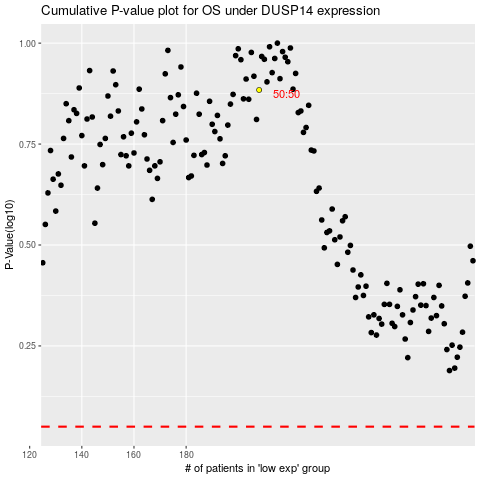 Cumulative P-value plot for OS under DUSP14 expression
1.00
50:50
0.75
P-Value(log10)
0.50
0.25
120 140 160 180
# of patients in 'low exp' group